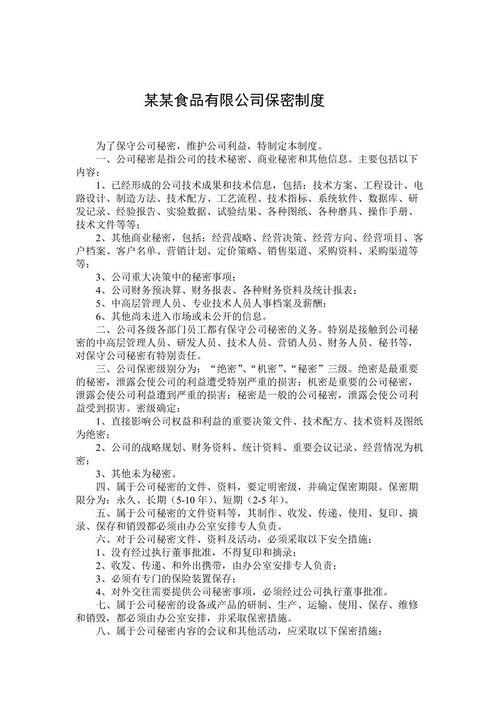 某某食品有限公司保密制度
为了保守公司秘密，维护公司利益，特制定本制度。
一、公司秘密是指公司的技术秘密、商业秘密和其他信息。主要包括以下
内容：
1、已经形成的公司技术成果和技术信息，包括：技术方案、工程设计、电
路设计、制造方法、技术配方、工艺流程、技术指标、系统软件、数据库、研
发记录、经验报告、实验数据、试验结果、各种图纸、各种磨具、操作手册、
技术文件等等；
2、其他商业秘密，包括：经营战略、经营决策、经营方向、经营项目、客
户档案、客户名单、营销计划、定价策略、销售渠道、采购资料、采购渠道等
等；
3、公司重大决策中的秘密事项；
4、公司财务预决算、财务报表、各种财务资料及统计报表；
5、中高层管理人员、专业技术人员人事档案及薪酬；
6、其他尚未进入市场或未公开的信息。
二、公司各级各部门员工都有保守公司秘密的义务。特别是接触到公司秘
密的中高层管理人员、研发人员、技术人员、营销人员、财务人员、秘书等，
对保守公司秘密有特别责任。
三、公司保密级别分为：“绝密”、“机密”、“秘密”三级。绝密是最重要
的秘密，泄露会使公司的利益遭受特别严重的损害；机密是重要的公司秘密，
泄露会使公司利益遭到严重的损害；秘密是一般的公司秘密，泄露会使公司利
益受到损害。密级确定：
1、直接影响公司权益和利益的重要决策文件、技术配方、技术资料及图纸
为绝密；
2、公司的战略规划、财务资料、统计资料、重要会议记录、经营情况为机
密；
3、其他未为秘密。
四、属于公司秘密的文件、资料，要定明密级，并确定保密期限。保密期
限分为：永久、长期（5-10 年）、短期（2-5 年）。
五、属于公司秘密的文件资料等，其制作、收发、传递、使用、复印、摘
录、保存和销毁都必须由办公室安排专人负责。
六、对于公司秘密文件、资料及活动，必须采取以下安全措施：
1、没有经过执行董事批准，不得复印和摘录；
2、收发、传递、和外出携带，由办公室安排专人负责；
3、必须有专门的保险装置保存；
4、对外交往需要提供公司秘密事项，必须经过公司执行董事批准。
七、属于公司秘密的设备或产品的研制、生产、运输、使用、保存、维修
和销毁，都必须由办公室安排，并采取保密措施。
八、属于公司秘密内容的会议和其他活动，应采取以下保密措施：